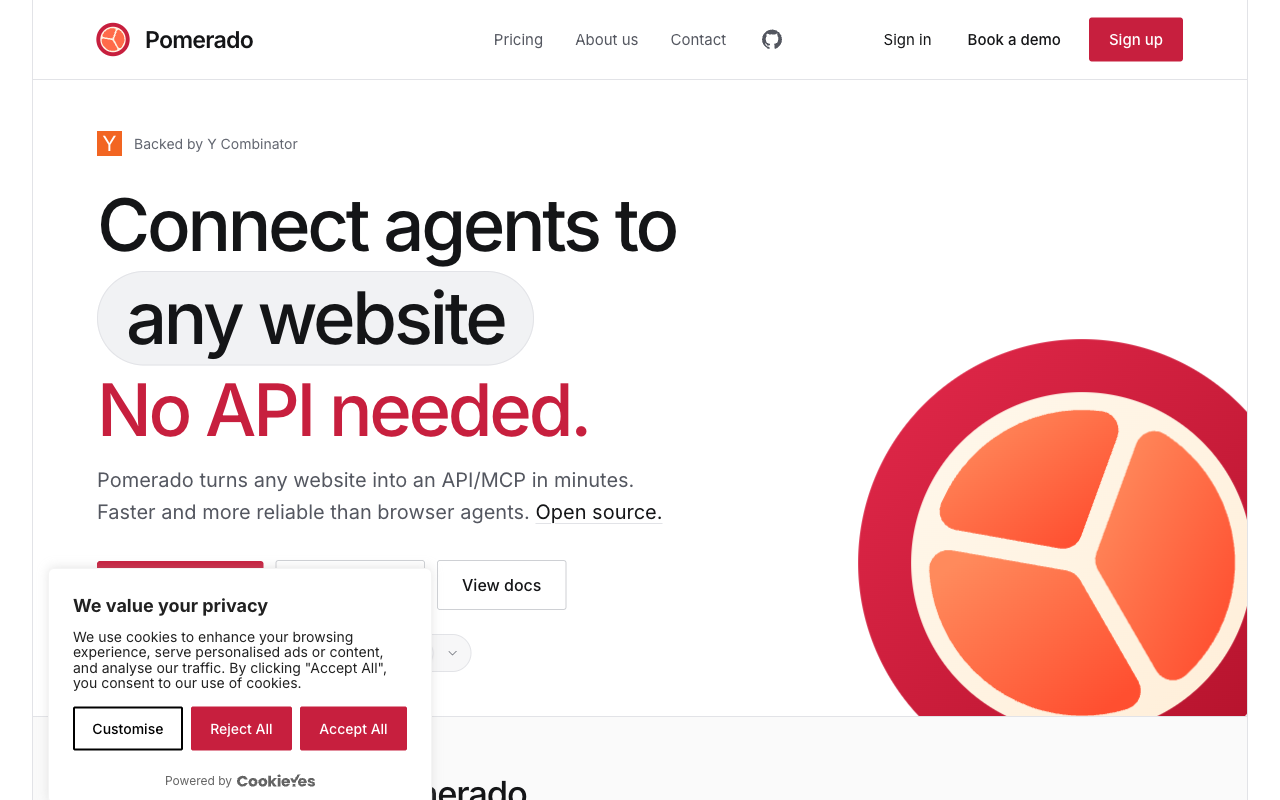 Pomerado
Pricing
About us
Contact
Sign in
Book a demo
Sign up
Y
Backed by Y Combinator
Connect agents to
any website
No API needed.
Pomerado turns any website into an API/MCP in minutes.
Faster and more reliable than browser agents. Open source.
View docs
We value your privacy
We use cookies to enhance your browsing
experience, serve personalised ads or content,
and analyse our traffic. By clicking "Accept All",
you consent to our use of cookies.
Customise
Reject All
Accept All
Powered by CookieYes